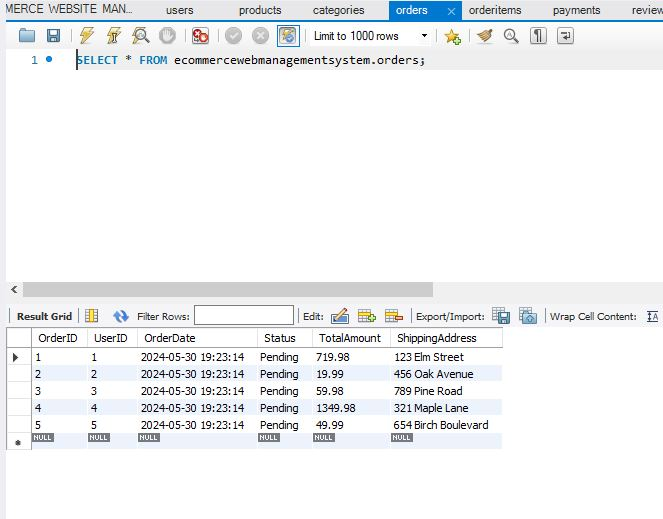 MERCE WEBSITE MAN... users products categories orders × orderitems payments review
Limit to 1000 rows
1 SELECT * FROM ecommercewebmanagementsystem.orders;
Result Grid Filter Rows: Edit: Export/Import: Wrap Cell Content:
OrderID UserID OrderDate Status TotalAmount ShippingAddress
1 1 2024-05-30 19:23:14 Pending 719.98 123 Elm Street
2 2 2024-05-30 19:23:14 Pending 19.99 456 Oak Avenue
3 3 2024-05-30 19:23:14 Pending 59.98 789 Pine Road
4 4 2024-05-30 19:23:14 Pending 1349.98 321 Maple Lane
5 5 2024-05-30 19:23:14 Pending 49.99 654 Birch Boulevard
NULL NULL NULL NULL NULL NULL